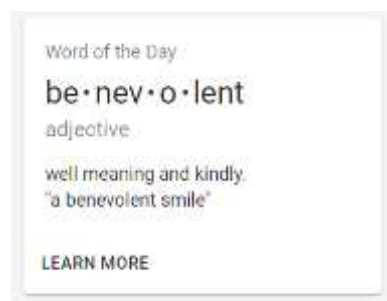 Word of the Day
be·nev·o·lent
adjective
well meaning and kindly.
"a benevolent smile"
LEARN MORE